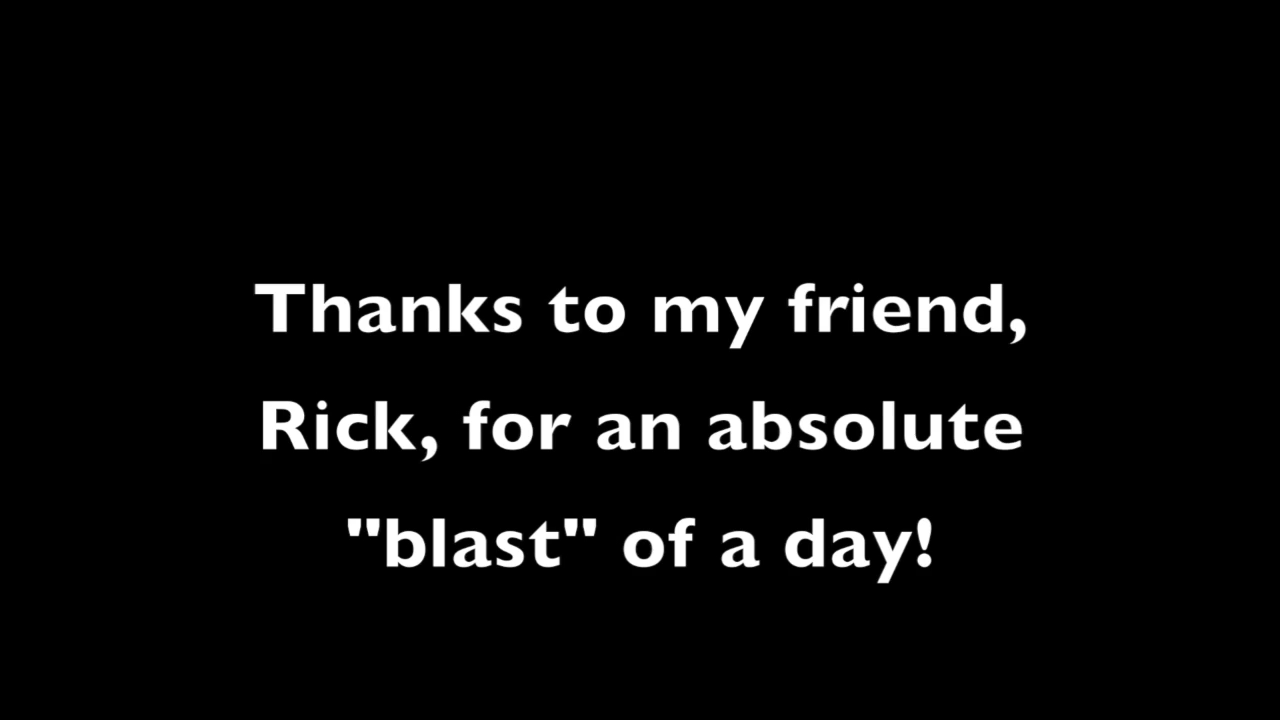 Thanks to my friend,
Rick, for an absolute
"blast" of a day!